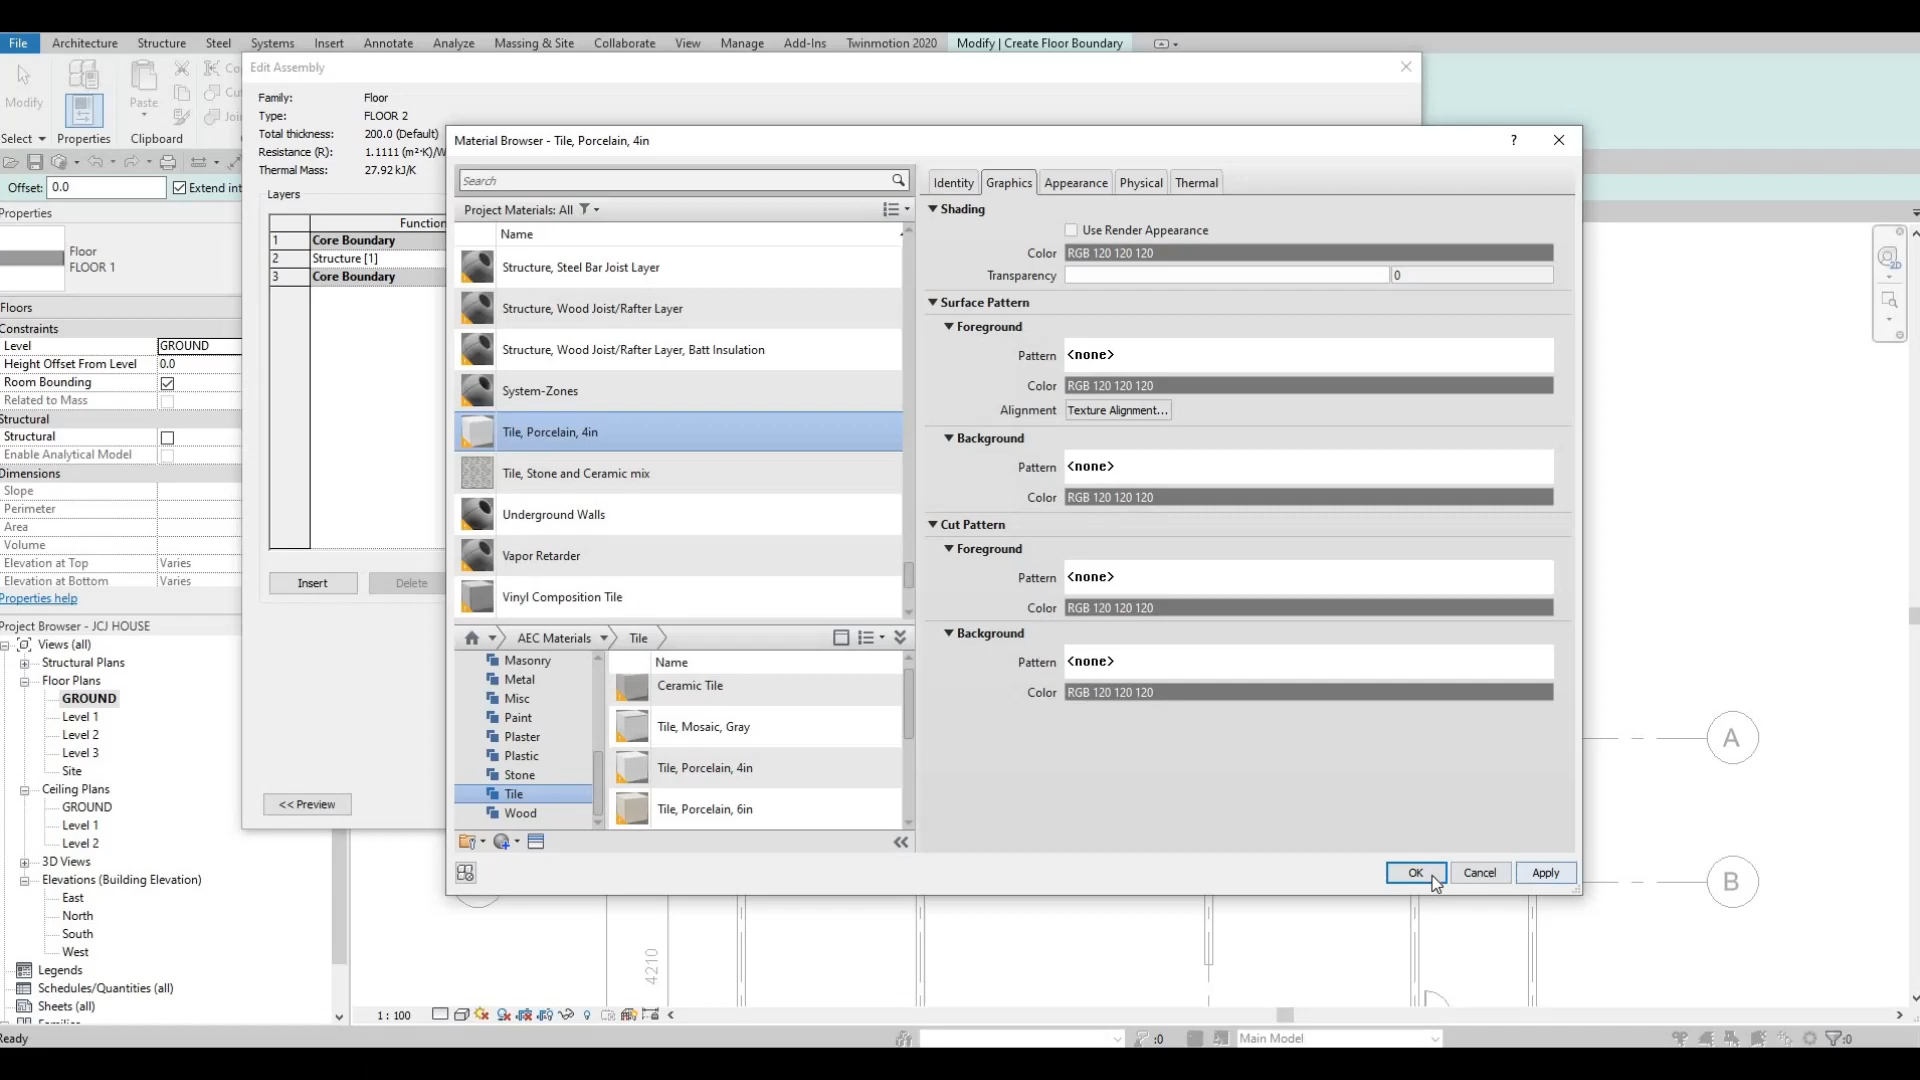 File Architecture Structure Steel Systems Insert Annotate Analyze Massing & Site Collaborate View Manage Add-Ins Twinmotion 2020 Modify | Create Floor Boundary
Modify
Select
Properties
Paste
Clipboard
Offset: 0.0
Extend int
Properties
Floor
FLOOR 1
Floors
Constraints
Level GROUND
Height Offset From Level 0.0
Room Bounding
Related to Mass
Structural
Structural
Enable Analytical Model
Dimensions
Slope
Perimeter
Area
Volume
Elevation at Top Varies
Elevation at Bottom Varies
Properties help
Project Browser - JCJ HOUSE
Views (all)
Structural Plans
Floor Plans
GROUND
Level 1
Level 2
Level 3
Site
Ceiling Plans
GROUND
Level 1
Level 2
3D Views
Elevations (Building Elevation)
East
North
South
West
Legends
Schedules/Quantities (all)
Sheets (all)
Ready
Edit Assembly
Family: Floor
Type: FLOOR 2
Total thickness: 200.0 (Default)
Resistance (R): 1.1111 (m²·K)/W
Thermal Mass: 27.92 kJ/K
Layers
Function
1 Core Boundary
2 Structure [1]
3 Core Boundary
Insert Delete
<< Preview
Material Browser - Tile, Porcelain, 4in
?
Search
Project Materials: All
Name
Structure, Steel Bar Joist Layer
Structure, Wood Joist/Rafter Layer
Structure, Wood Joist/Rafter Layer, Batt Insulation
System-Zones
Tile, Porcelain, 4in
Tile, Stone and Ceramic mix
Underground Walls
Vapor Retarder
Vinyl Composition Tile
AEC Materials Tile
Masonry
Metal
Misc
Paint
Plaster
Plastic
Stone
Tile
Wood
Name
Ceramic Tile
Tile, Mosaic, Gray
Tile, Porcelain, 4in
Tile, Porcelain, 6in
Identity Graphics Appearance Physical Thermal
Shading
Use Render Appearance
Color RGB 120 120 120
Transparency 0
Surface Pattern
Foreground
Pattern <none>
Color RGB 120 120 120
Alignment Texture Alignment...
Background
Pattern <none>
Color RGB 120 120 120
Cut Pattern
Foreground
Pattern <none>
Color RGB 120 120 120
Background
Pattern <none>
Color RGB 120 120 120
OK Cancel Apply
A
B
4210
2D
1 : 100
:0
Main Model
:0